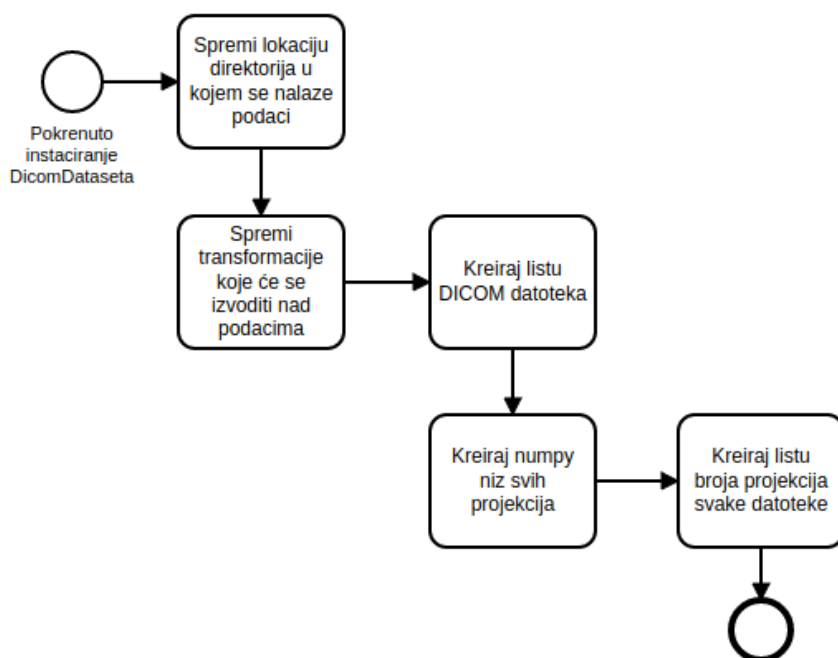 Spremi lokaciju
direktorija u
kojem se nalaze
podaci
Pokrenuto
instaciranje
DicomDataseta
Spremi
transformacije
koje će se
izvoditi nad
podacima
Kreiraj listu
DICOM datoteka
Kreiraj numpy
niz svih
projekcija
Kreiraj listu
broja projekcija
svake datoteke